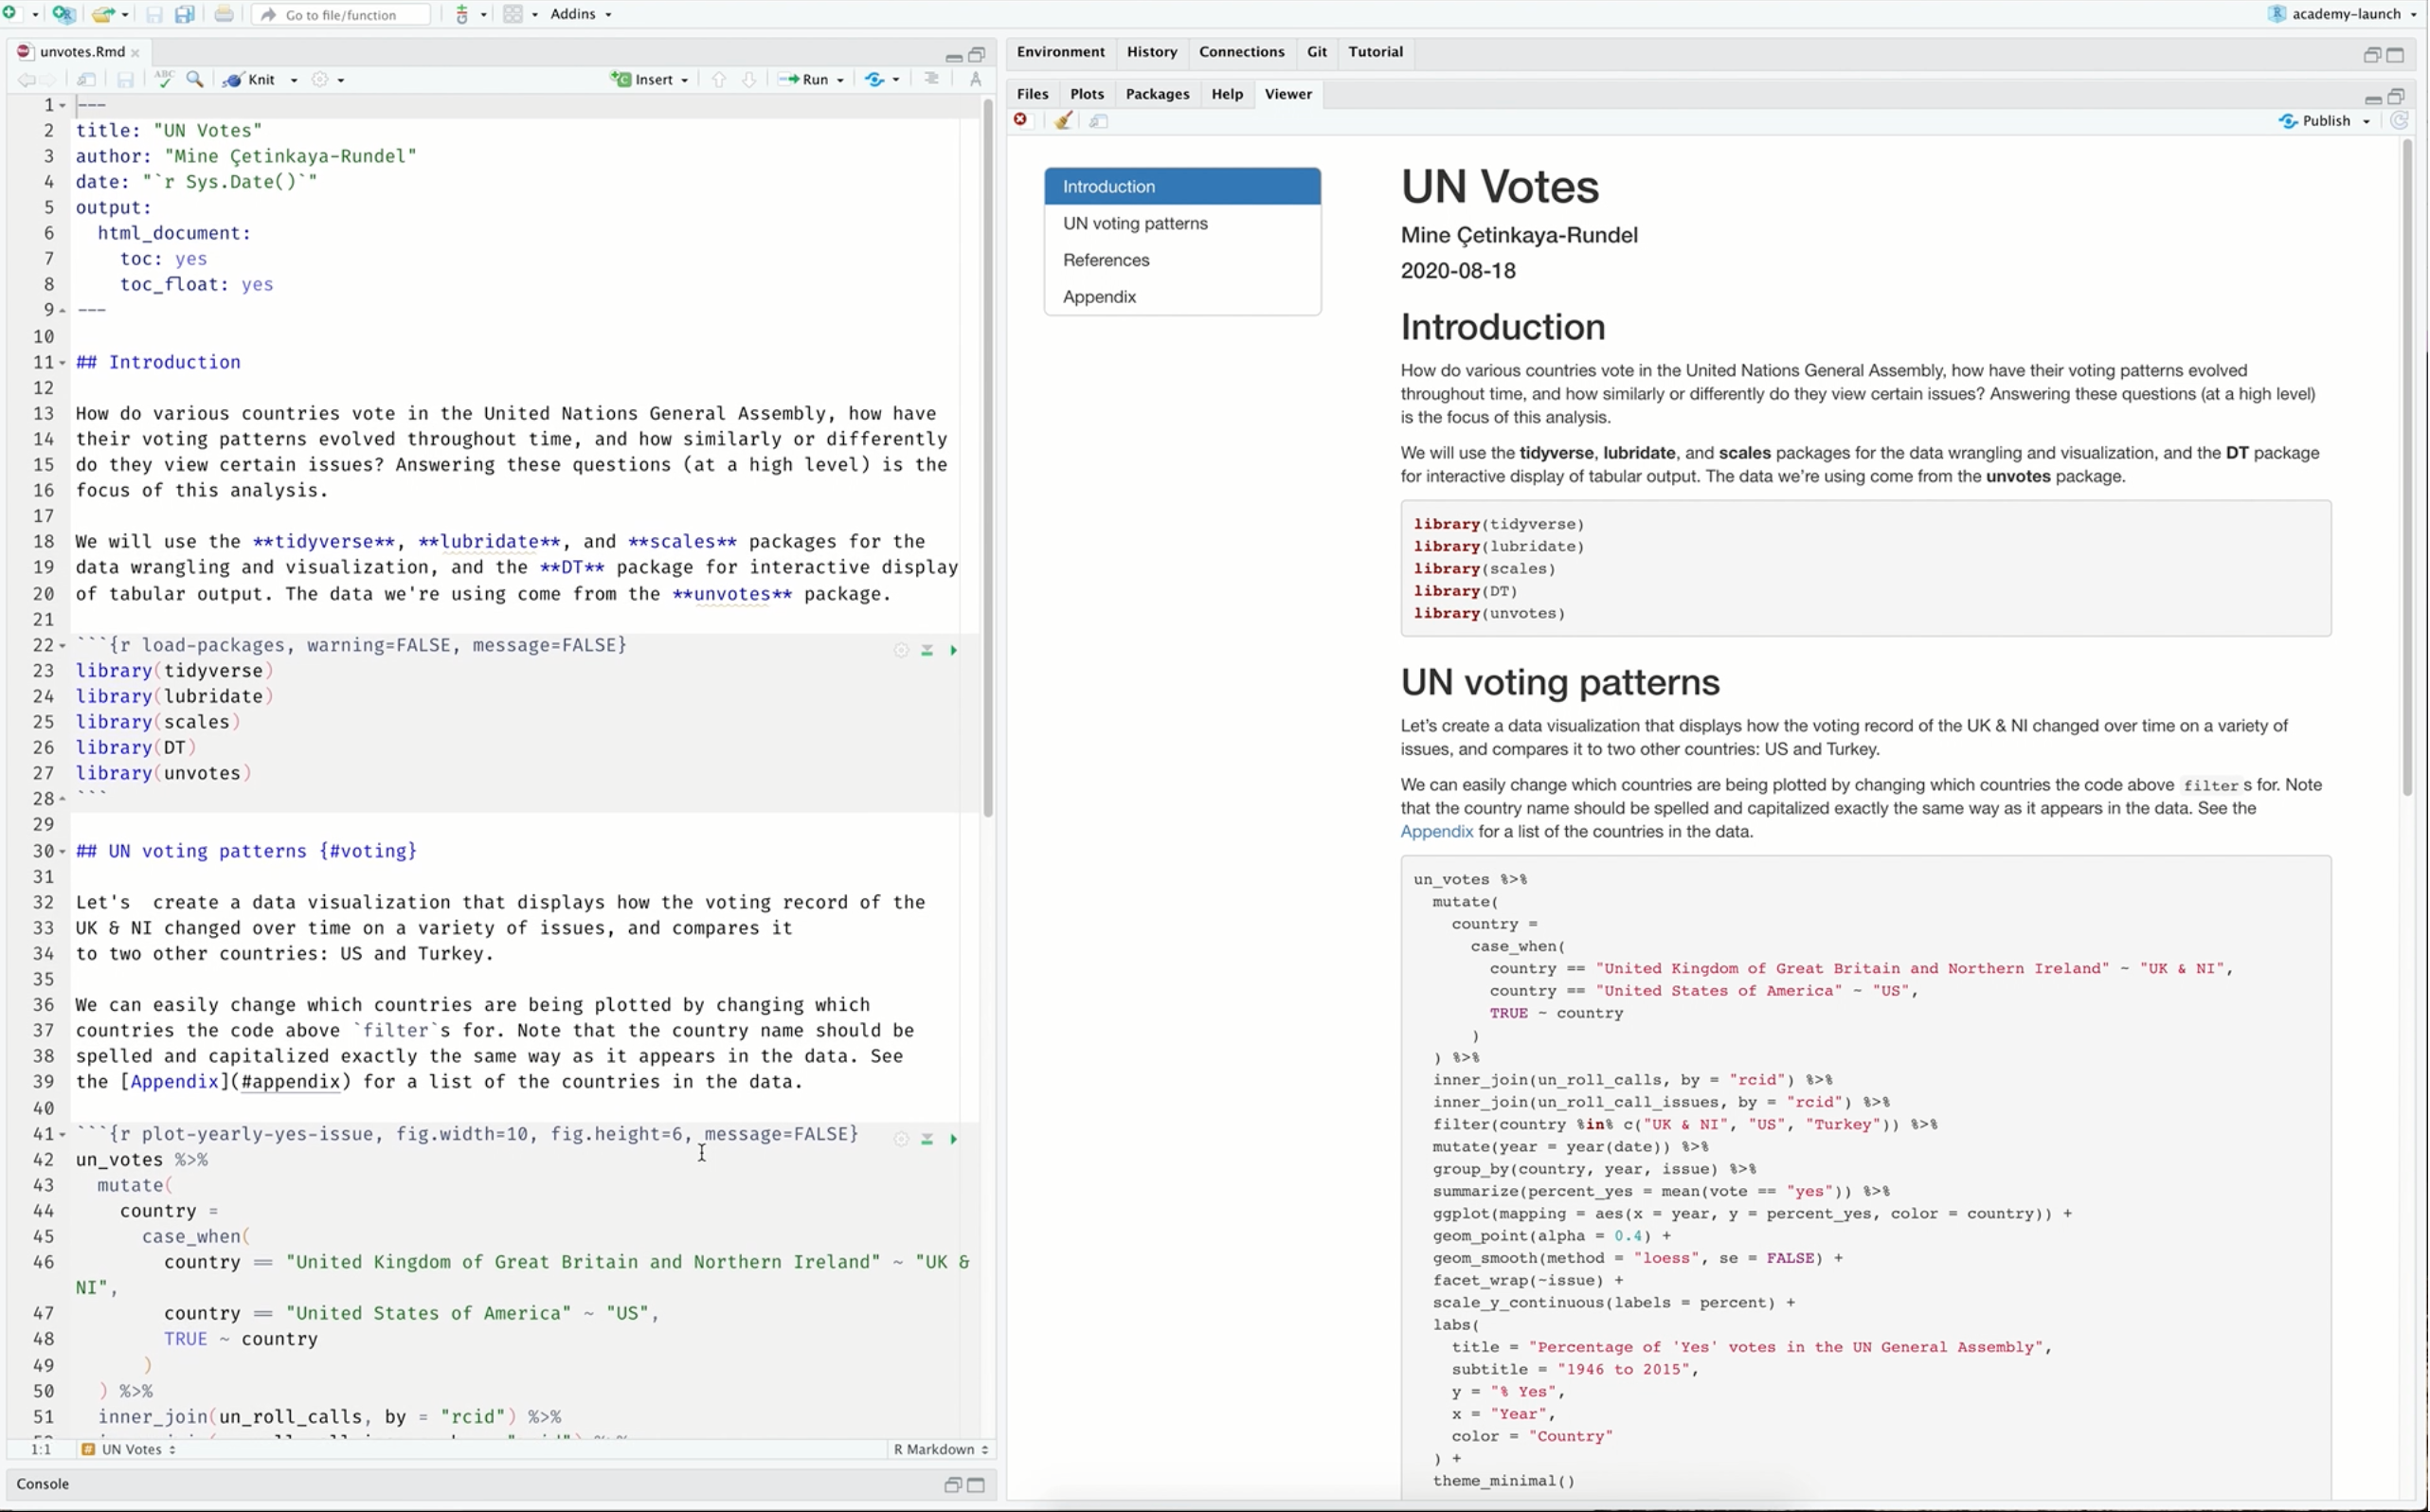 Go to file/function
Addins
academy-launch
unvotes.Rmd
ABC
Knit
Insert
Run
1 ---
2 title: "UN Votes"
3 author: "Mine Çetinkaya-Rundel"
4 date: "`r Sys.Date()`"
5 output:
6   html_document:
7     toc: yes
8     toc_float: yes
9 ---
10
11 ## Introduction
12
13 How do various countries vote in the United Nations General Assembly, how have
14 their voting patterns evolved throughout time, and how similarly or differently
15 do they view certain issues? Answering these questions (at a high level) is the
16 focus of this analysis.
17
18 We will use the **tidyverse**, **lubridate**, and **scales** packages for the
19 data wrangling and visualization, and the **DT** package for interactive display
20 of tabular output. The data we're using come from the **unvotes** package.
21
22 ```{r load-packages, warning=FALSE, message=FALSE}
23 library(tidyverse)
24 library(lubridate)
25 library(scales)
26 library(DT)
27 library(unvotes)
28 ```
29
30 ## UN voting patterns {#voting}
31
32 Let's  create a data visualization that displays how the voting record of the
33 UK & NI changed over time on a variety of issues, and compares it
34 to two other countries: US and Turkey.
35
36 We can easily change which countries are being plotted by changing which
37 countries the code above `filter`s for. Note that the country name should be
38 spelled and capitalized exactly the same way as it appears in the data. See
39 the [Appendix](#appendix) for a list of the countries in the data.
40
41 ```{r plot-yearly-yes-issue, fig.width=10, fig.height=6, message=FALSE}
42 un_votes %>%
43   mutate(
44     country =
45       case_when(
46         country == "United Kingdom of Great Britain and Northern Ireland" ~ "UK &
NI",
47         country == "United States of America" ~ "US",
48         TRUE ~ country
49       )
50   ) %>%
51   inner_join(un_roll_calls, by = "rcid") %>%
1:1
UN Votes
R Markdown
Console
Environment
History
Connections
Git
Tutorial
Files
Plots
Packages
Help
Viewer
Publish
Introduction
UN voting patterns
References
Appendix
UN Votes
Mine Çetinkaya-Rundel
2020-08-18
Introduction
How do various countries vote in the United Nations General Assembly, how have their voting patterns evolved
throughout time, and how similarly or differently do they view certain issues? Answering these questions (at a high level)
is the focus of this analysis.
We will use the tidyverse, lubridate, and scales packages for the data wrangling and visualization, and the DT package
for interactive display of tabular output. The data we're using come from the unvotes package.
library(tidyverse)
library(lubridate)
library(scales)
library(DT)
library(unvotes)
UN voting patterns
Let's create a data visualization that displays how the voting record of the UK & NI changed over time on a variety of
issues, and compares it to two other countries: US and Turkey.
We can easily change which countries are being plotted by changing which countries the code above filter s for. Note
that the country name should be spelled and capitalized exactly the same way as it appears in the data. See the
Appendix for a list of the countries in the data.
un_votes %>%
  mutate(
    country =
      case_when(
        country == "United Kingdom of Great Britain and Northern Ireland" ~ "UK & NI",
        country == "United States of America" ~ "US",
        TRUE ~ country
      )
  ) %>%
  inner_join(un_roll_calls, by = "rcid") %>%
  inner_join(un_roll_call_issues, by = "rcid") %>%
  filter(country %in% c("UK & NI", "US", "Turkey")) %>%
  mutate(year = year(date)) %>%
  group_by(country, year, issue) %>%
  summarize(percent_yes = mean(vote == "yes")) %>%
  ggplot(mapping = aes(x = year, y = percent_yes, color = country)) +
  geom_point(alpha = 0.4) +
  geom_smooth(method = "loess", se = FALSE) +
  facet_wrap(~issue) +
  scale_y_continuous(labels = percent) +
  labs(
    title = "Percentage of 'Yes' votes in the UN General Assembly",
    subtitle = "1946 to 2015",
    y = "% Yes",
    x = "Year",
    color = "Country"
  ) +
  theme_minimal()